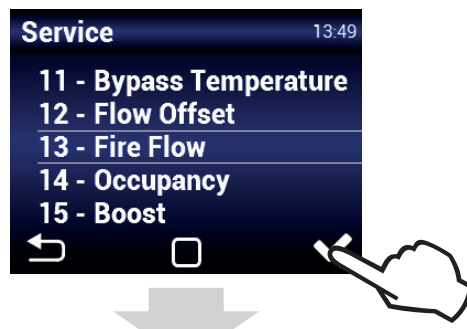 Service 13:49
11 - Bypass Temperature
12 - Flow Offset
13 - Fire Flow
14 - Occupancy
15 - Boost